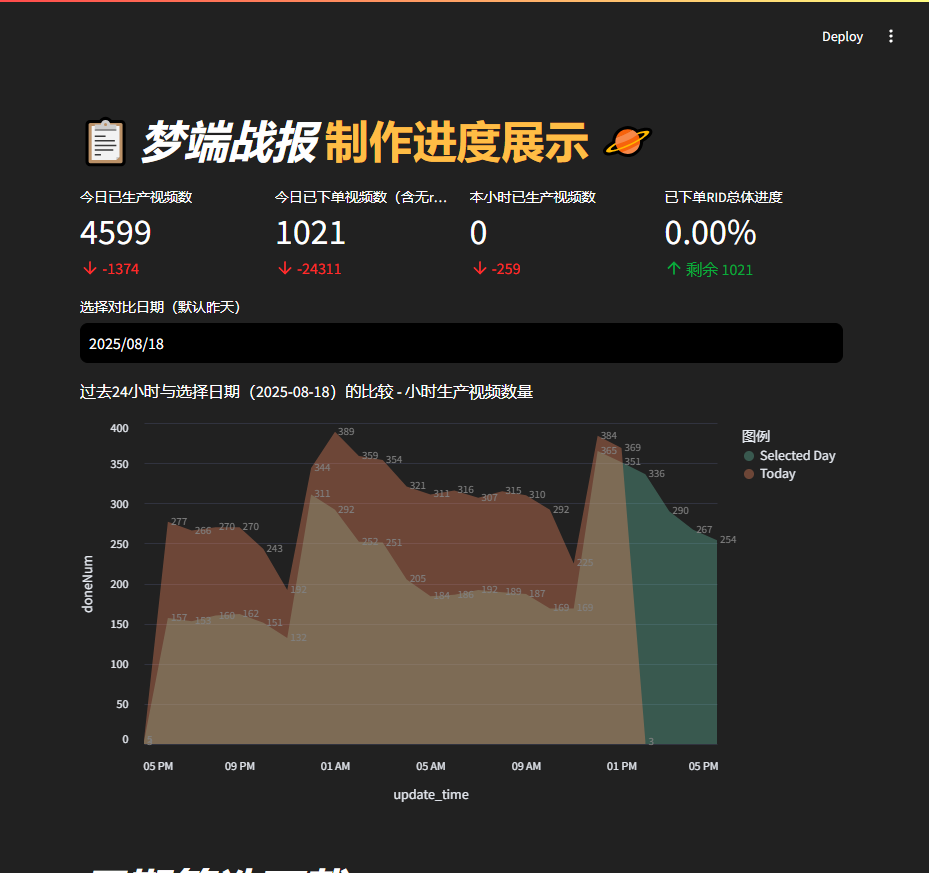 Deploy
梦端战报 制作进度展示
今日已生产视频数
4599
-1374
今日已下单视频数（含无r...
1021
-24311
本小时已生产视频数
0
-259
已下单RID总体进度
0.00%
剩余 1021
选择对比日期（默认昨天）
2025/08/18
过去24小时与选择日期（2025-08-18）的比较 - 小时生产视频数量
doneNum
400
350
300
250
200
150
100
50
0
277 266 270 270 243 192 344 389 359 354 321 311 316 307 315 310 292 225 384 369 3
157 160 162 151 132 311 292 252 251 205 184 186 192 189 187 169 169 365 351 336 290 267 254
05 PM 09 PM 01 AM 05 AM 09 AM 01 PM 05 PM
update_time
图例
Selected Day
Today